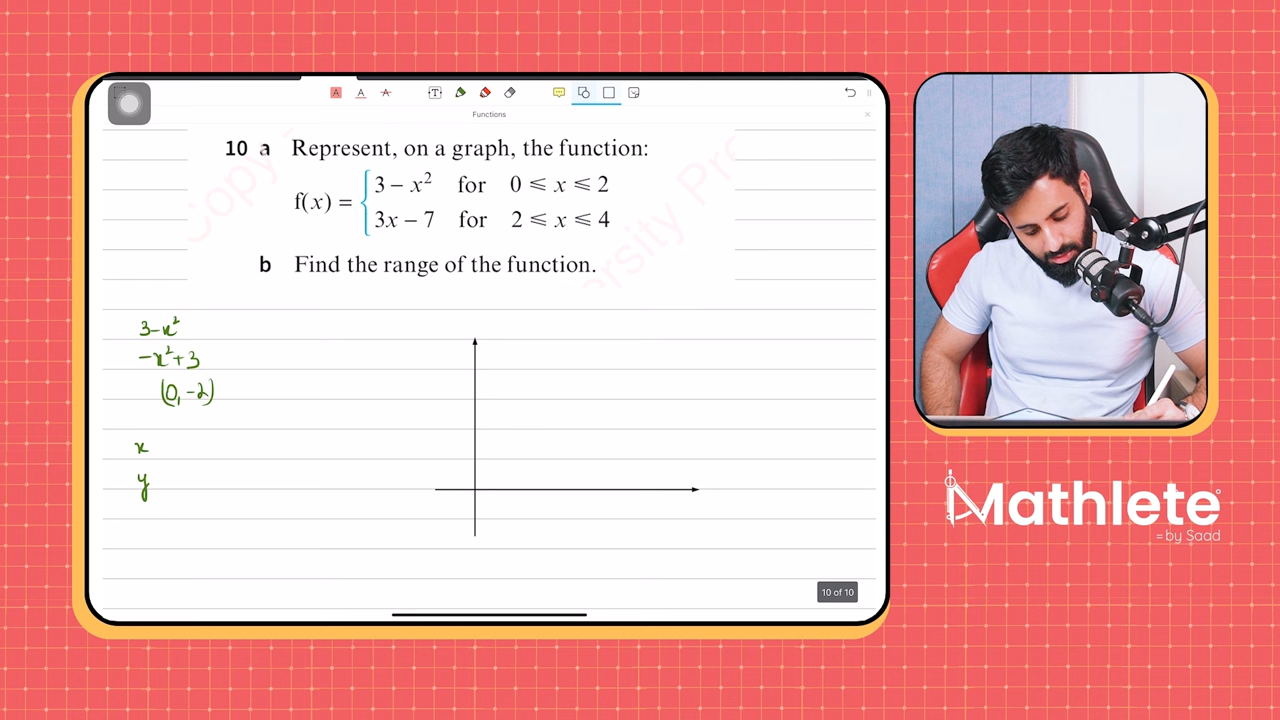 Functions
10 a Represent, on a graph, the function:
f(x) = { 3 − x² for 0 ⩽ x ⩽ 2
3x − 7 for 2 ⩽ x ⩽ 4
b Find the range of the function.
3-x²
-x²+3
(0, -2)
x
y
10 of 10
Mathlete
= by Saad